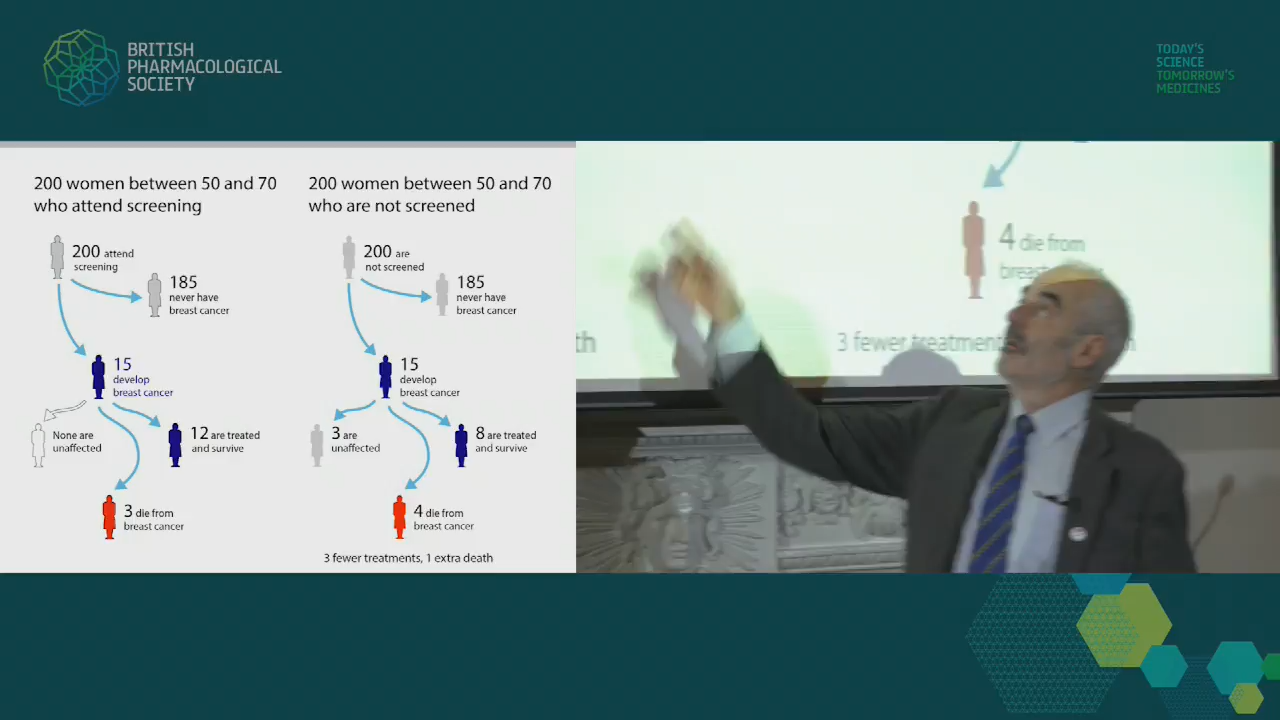 BRITISH
PHARMACOLOGICAL
SOCIETY
TODAY'S
SCIENCE
TOMORROW'S
MEDICINES
200 women between 50 and 70
who attend screening
200 attend
screening
185
never have
breast cancer
15
develop
breast cancer
None are
unaffected
12 are treated
and survive
3 die from
breast cancer
200 women between 50 and 70
who are not screened
200 are
not screened
185
never have
breast cancer
15
develop
breast cancer
3 are
unaffected
8 are treated
and survive
4 die from
breast cancer
3 fewer treatments, 1 extra death
4 die from
th
3 fewer treatment